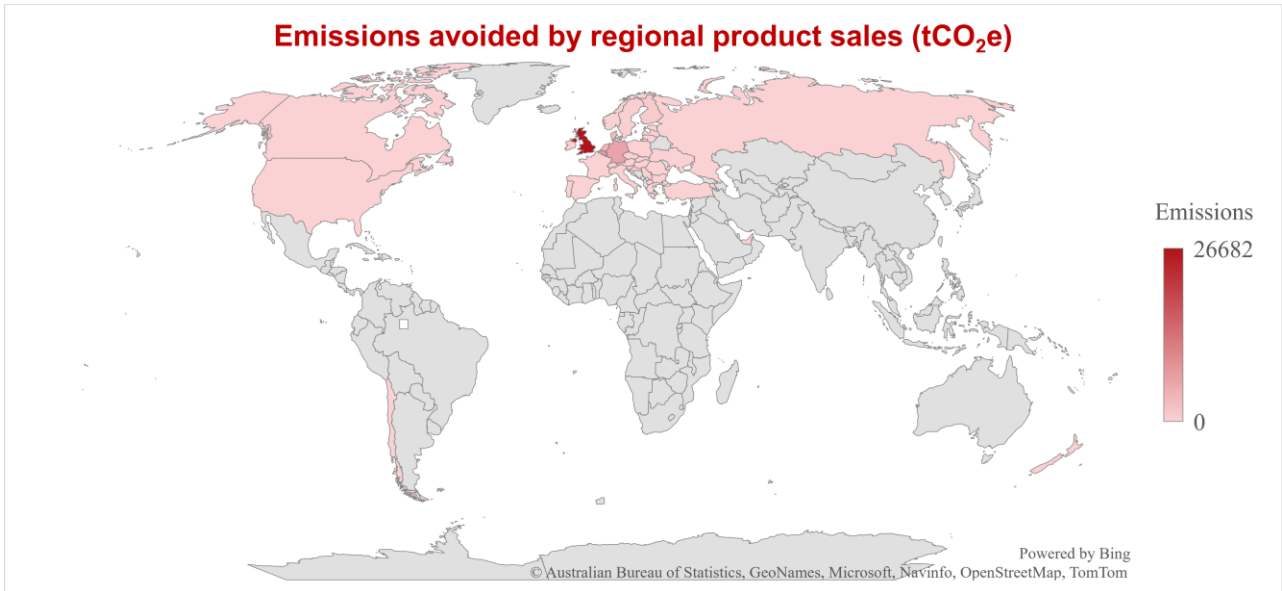 Emissions avoided by regional product sales (tCO₂e)
Emissions
26682
0
Powered by Bing
© Australian Bureau of Statistics, GeoNames, Microsoft, Navinfo, OpenStreetMap, TomTom